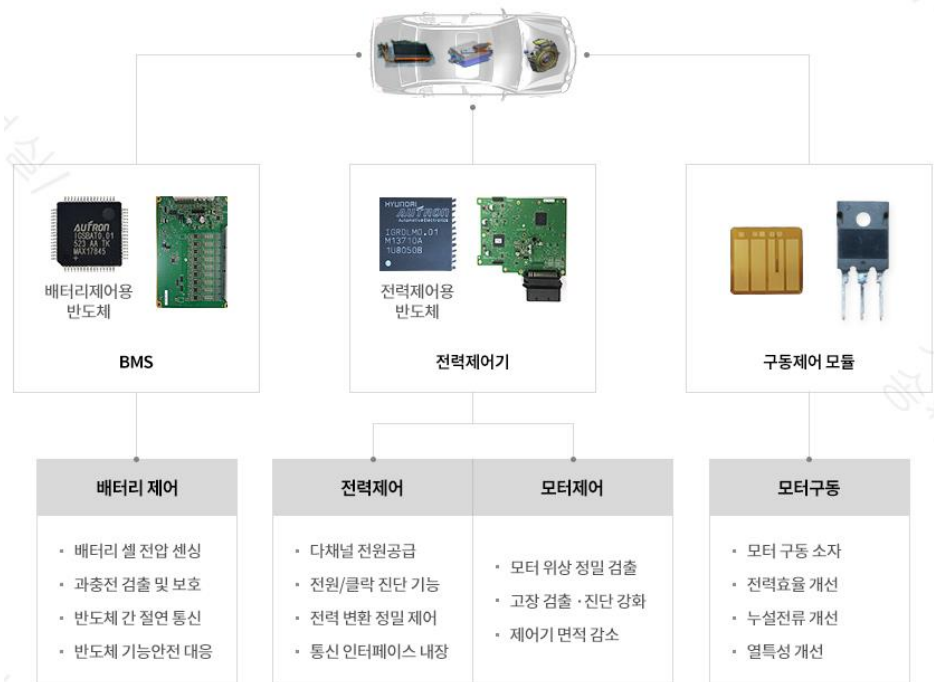 AUTRON
IGSBAT0.01
523 AA TK
MAX17845
배터리제어용
반도체
BMS
HYUNDAI
AUTRON
Automotive Electronics
IGRDLMO.01
M13710A
1U8050B
전력제어용
반도체
전력제어기
구동제어 모듈
배터리 제어
• 배터리 셀 전압 센싱
• 과충전 검출 및 보호
• 반도체 간 절연 통신
• 반도체 기능안전 대응
전력제어
• 다채널 전원공급
• 전원/클락 진단 기능
• 전력 변환 정밀 제어
• 통신 인터페이스 내장
모터제어
• 모터 위상 정밀 검출
• 고장 검출 · 진단 강화
• 제어기 면적 감소
모터구동
• 모터 구동 소자
• 전력효율 개선
• 누설전류 개선
• 열특성 개선